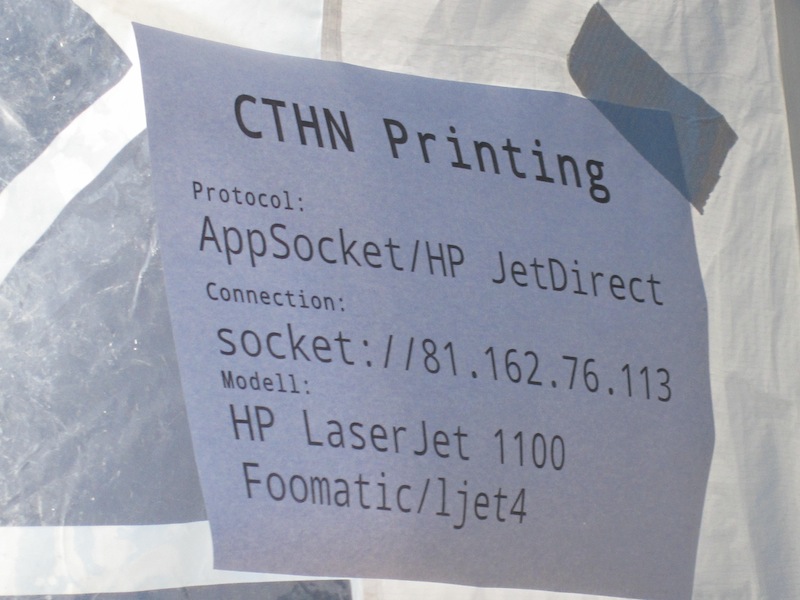 CTHN Printing
Protocol:
AppSocket/HP JetDirect
Connection:
socket://81.162.76.113
Modell:
HP LaserJet 1100
Foomatic/ljet4